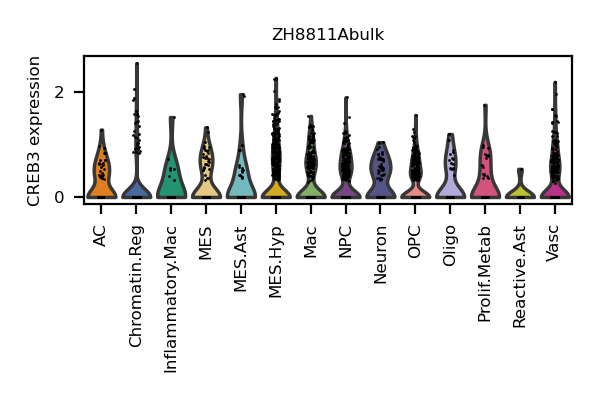 ZH8811Abulk
CREB3 expression
2
0
AC
Chromatin.Reg
Inflammatory.Mac
MES
MES.Ast
MES.Hyp
Mac
NPC
Neuron
OPC
Oligo
Prolif.Metab
Reactive.Ast
Vasc